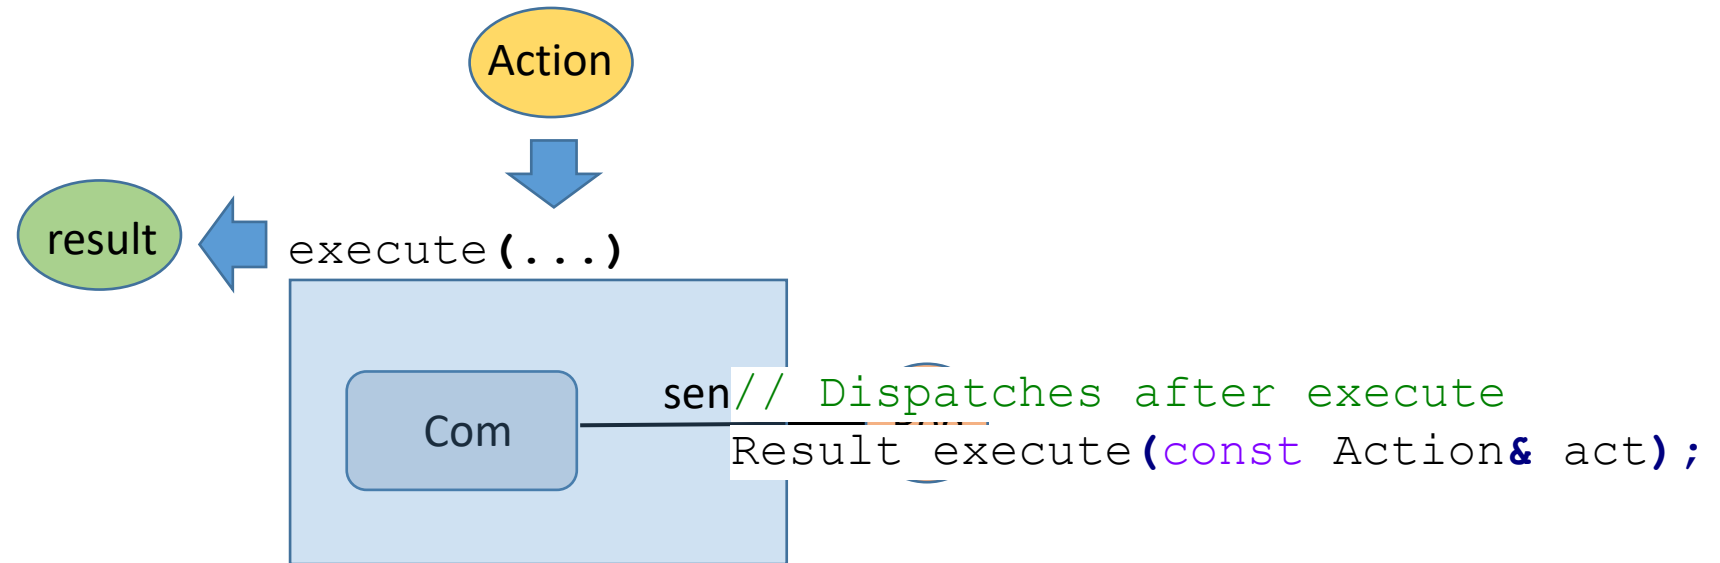 Action
result
execute(...)
sen
// Dispatches after execute
Com
Result execute(const Action& act);